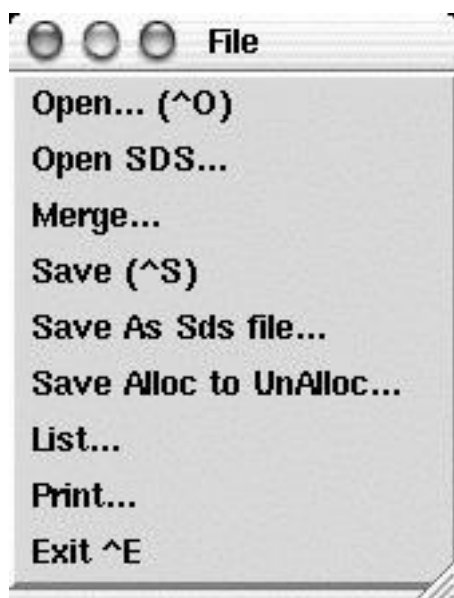 File
Open... (^O)
Open SDS...
Merge...
Save (^S)
Save As Sds file...
Save Alloc to UnAlloc...
List...
Print...
Exit ^E